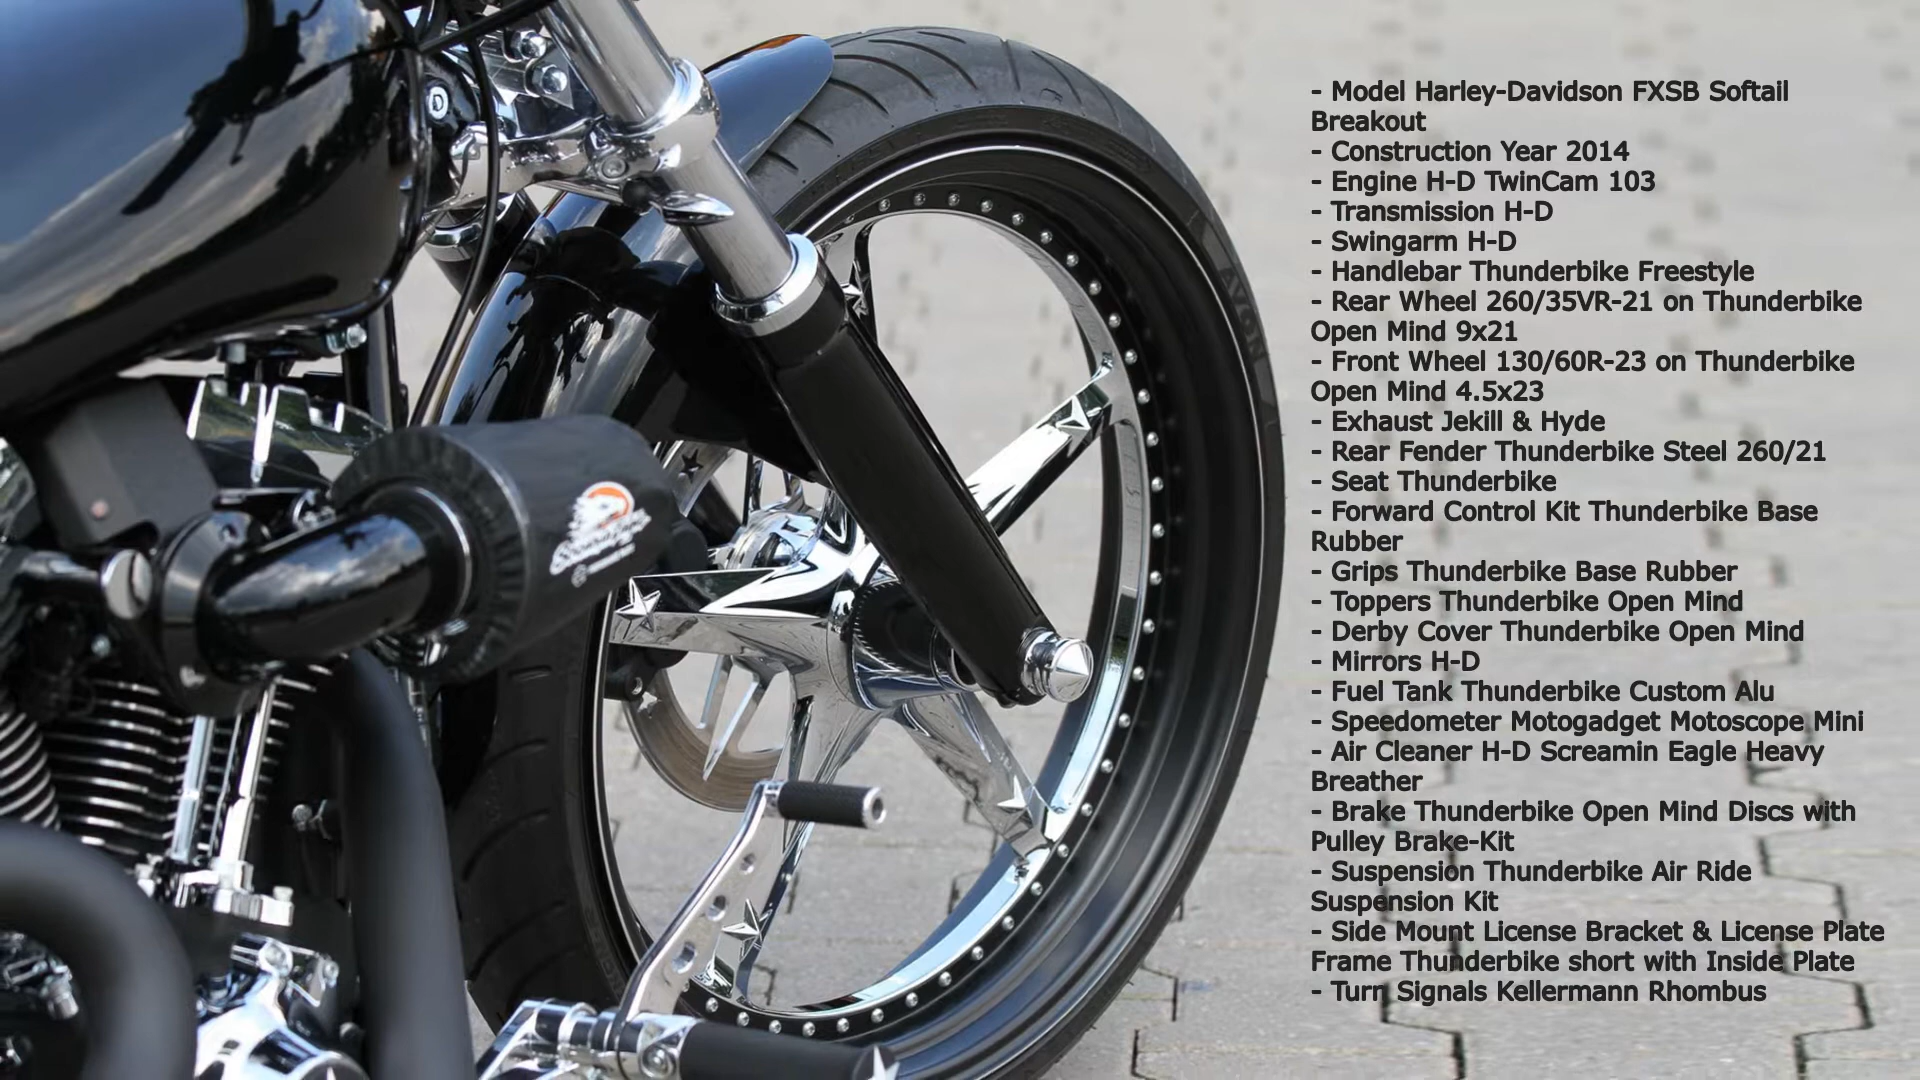 - Model Harley-Davidson FXSB Softail
Breakout
- Construction Year 2014
- Engine H-D TwinCam 103
- Transmission H-D
- Swingarm H-D
- Handlebar Thunderbike Freestyle
- Rear Wheel 260/35VR-21 on Thunderbike
Open Mind 9x21
- Front Wheel 130/60R-23 on Thunderbike
Open Mind 4.5x23
- Exhaust Jekill & Hyde
- Rear Fender Thunderbike Steel 260/21
- Seat Thunderbike
- Forward Control Kit Thunderbike Base
Rubber
- Grips Thunderbike Base Rubber
- Toppers Thunderbike Open Mind
- Derby Cover Thunderbike Open Mind
- Mirrors H-D
- Fuel Tank Thunderbike Custom Alu
- Speedometer Motogadget Motoscope Mini
- Air Cleaner H-D Screamin Eagle Heavy
Breather
- Brake Thunderbike Open Mind Discs with
Pulley Brake-Kit
- Suspension Thunderbike Air Ride
Suspension Kit
- Side Mount License Bracket & License Plate
Frame Thunderbike short with Inside Plate
- Turn Signals Kellermann Rhombus
AVON